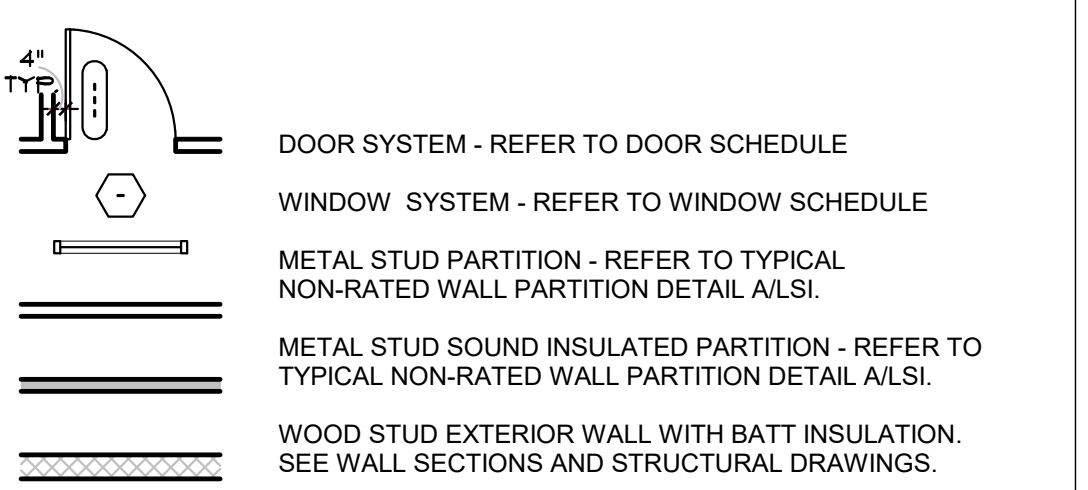 4"
TYP.
DOOR SYSTEM - REFER TO DOOR SCHEDULE
-
WINDOW SYSTEM - REFER TO WINDOW SCHEDULE
METAL STUD PARTITION - REFER TO TYPICAL
NON-RATED WALL PARTITION DETAIL A/LSI.
METAL STUD SOUND INSULATED PARTITION - REFER TO
TYPICAL NON-RATED WALL PARTITION DETAIL A/LSI.
WOOD STUD EXTERIOR WALL WITH BATT INSULATION.
SEE WALL SECTIONS AND STRUCTURAL DRAWINGS.